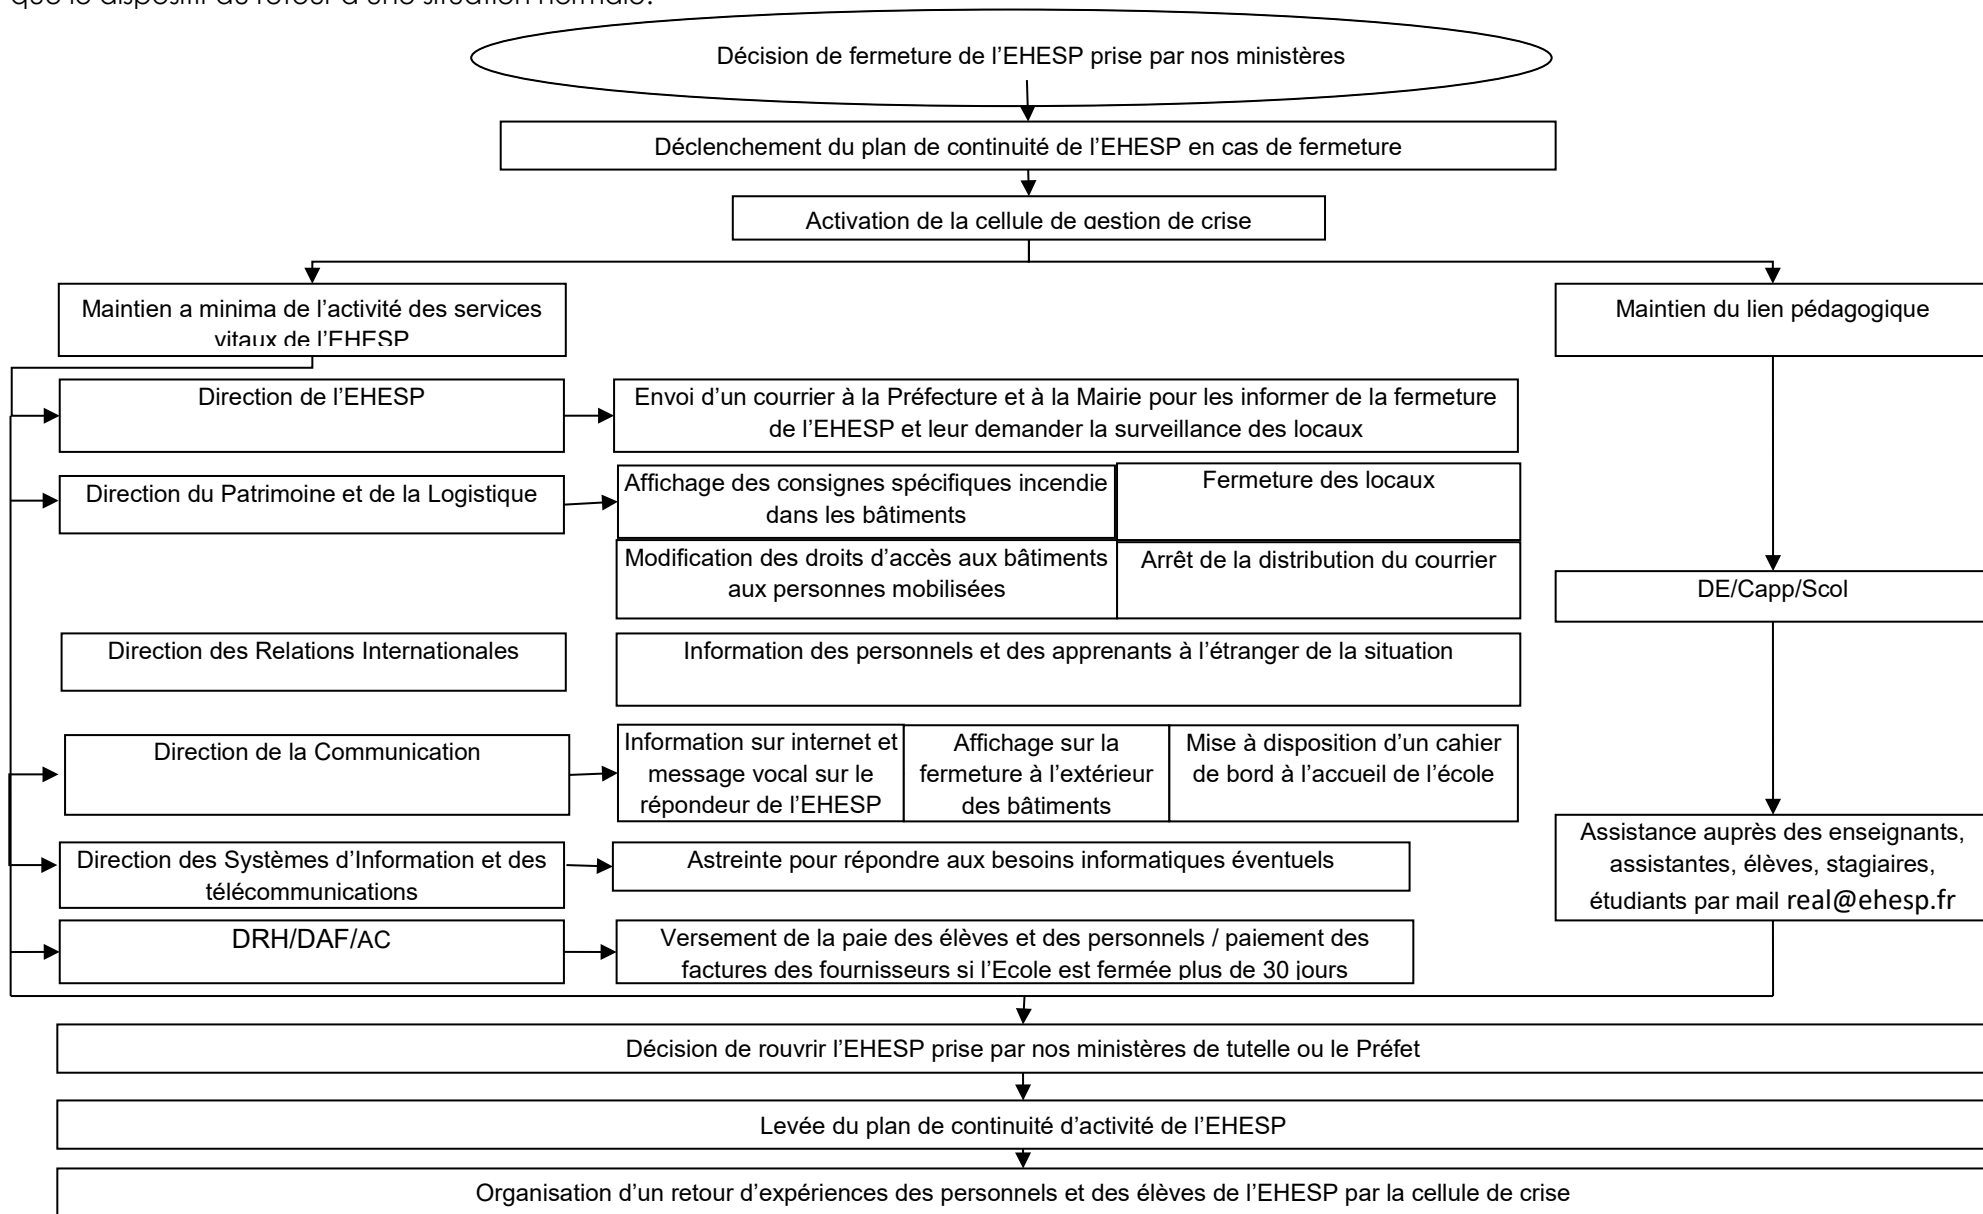 que le dispositif du retour à une situation normale.
Décision de fermeture de l’EHESP prise par nos ministères
Déclenchement du plan de continuité de l’EHESP en cas de fermeture
Activation de la cellule de gestion de crise
Maintien a minima de l’activité des services
vitaux de l’EHESP
Maintien du lien pédagogique
Direction de l’EHESP
Envoi d’un courrier à la Préfecture et à la Mairie pour les informer de la fermeture
de l’EHESP et leur demander la surveillance des locaux
Direction du Patrimoine et de la Logistique
Affichage des consignes spécifiques incendie
dans les bâtiments
Fermeture des locaux
Modification des droits d’accès aux bâtiments
aux personnes mobilisées
Arrêt de la distribution du courrier
DE/Capp/Scol
Direction des Relations Internationales
Information des personnels et des apprenants à l’étranger de la situation
Direction de la Communication
Information sur internet et
message vocal sur le
répondeur de l’EHESP
Affichage sur la
fermeture à l’extérieur
des bâtiments
Mise à disposition d’un cahier
de bord à l’accueil de l’école
Assistance auprès des enseignants,
assistantes, élèves, stagiaires,
étudiants par mail real@ehesp.fr
Direction des Systèmes d’Information et des
télécommunications
Astreinte pour répondre aux besoins informatiques éventuels
DRH/DAF/AC
Versement de la paie des élèves et des personnels / paiement des
factures des fournisseurs si l’Ecole est fermée plus de 30 jours
Décision de rouvrir l’EHESP prise par nos ministères de tutelle ou le Préfet
Levée du plan de continuité d’activité de l’EHESP
Organisation d’un retour d’expériences des personnels et des élèves de l’EHESP par la cellule de crise